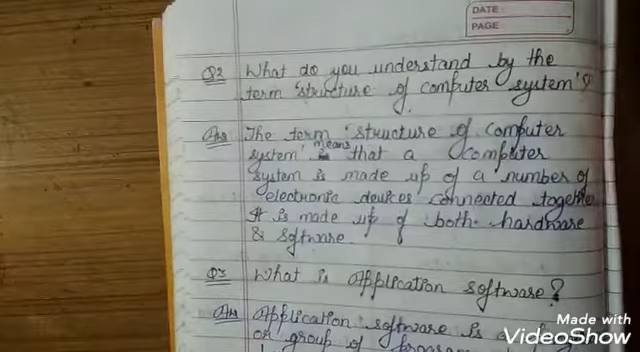 DATE
PAGE
Q2 What do you understand by the
term 'structure of computer system'?
Ans The term 'structure of computer
system' means that a computer
system is made up of a number of
electronic devices connected together
It is made up of both hardware
& software.
Q3 What is Application software?
Ans Application software is a
or group of program
Made with
VideoShow